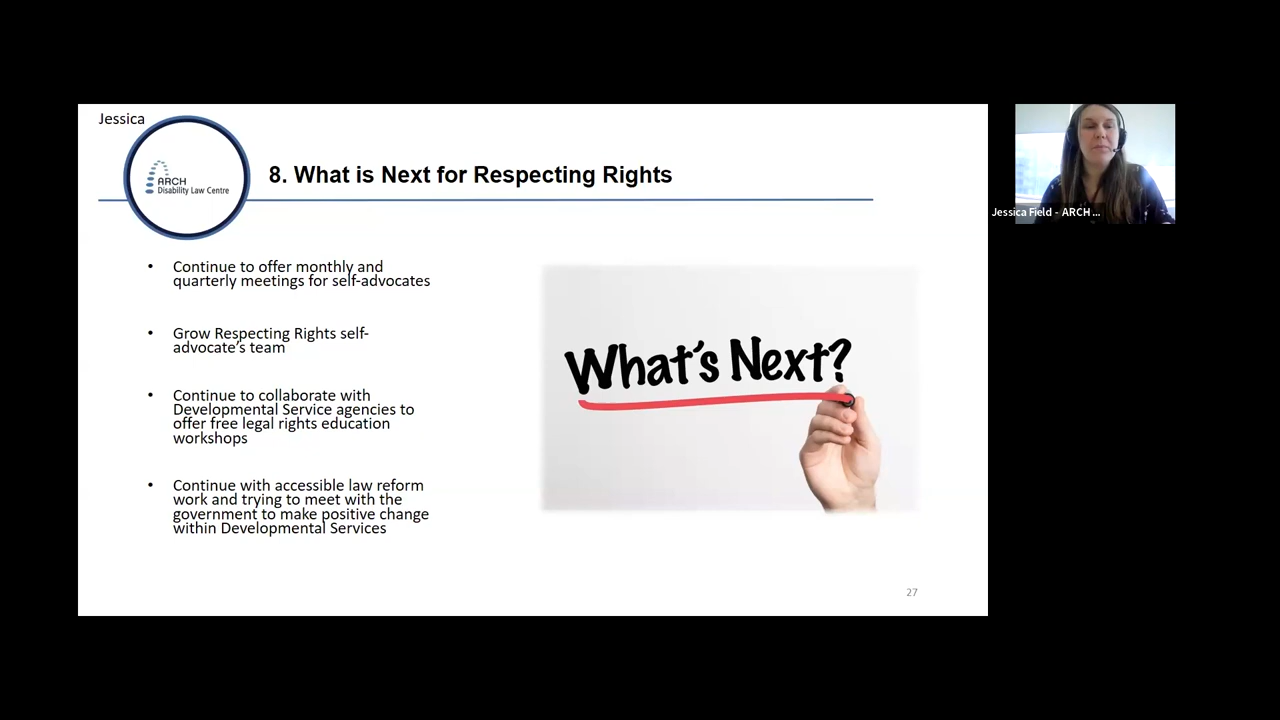 Jessica
ARCH
Disability Law Centre
8. What is Next for Respecting Rights
• Continue to offer monthly and
quarterly meetings for self-advocates
• Grow Respecting Rights self-
advocate's team
• Continue to collaborate with
Developmental Service agencies to
offer free legal rights education
workshops
• Continue with accessible law reform
work and trying to meet with the
government to make positive change
within Developmental Services
What's Next?
27
Jessica Field - ARCH ...